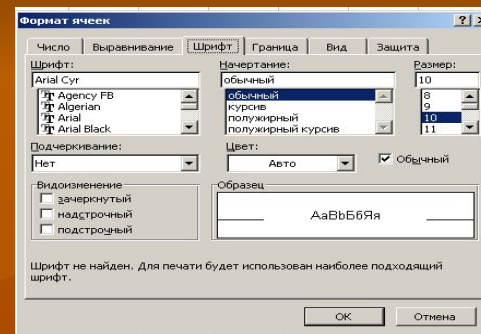 Формат ячеек
Число Выравнивание Шрифт Граница Вид Защита
Шрифт: Начертание: Размер:
Arial Cyr обычный 10
Agency FB обычный 8
Algerian курсив 9
Arial полужирный 10
Arial Black полужирный курсив 11
Подчеркивание: Цвет:
Нет Авто Обычный
Видоизменение Образец
зачеркнутый
надстрочный АаВbБбЯя
подстрочный
Шрифт не найден. Для печати будет использован наиболее подходящий
шрифт.
ОК Отмена